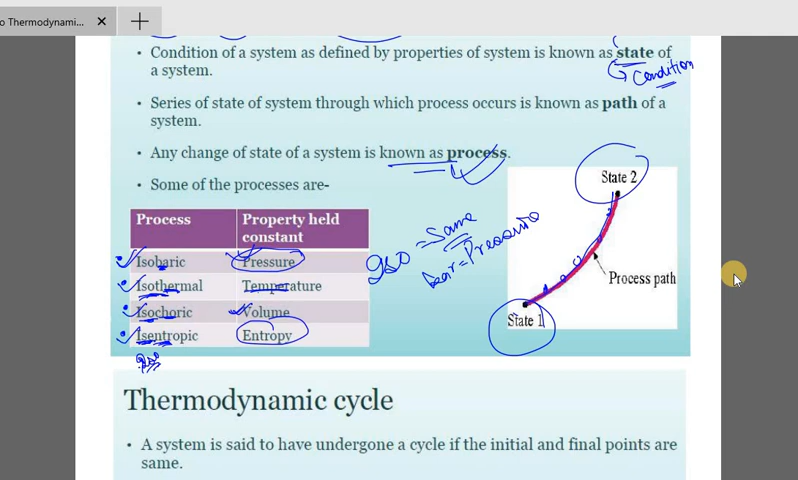 o Thermodynami...
• Condition of a system as defined by properties of system is known as state of
a system.
Condition
• Series of state of system through which process occurs is known as path of a
system.
• Any change of state of a system is known as process.
• Some of the processes are-
Process Property held
constant
Isobaric Pressure
Isothermal Temperature
Isochoric Volume
Isentropic Entropy
Iso
Iso = Same
bar = Pressure
State 2
Process path
State 1
Thermodynamic cycle
• A system is said to have undergone a cycle if the initial and final points are
same.